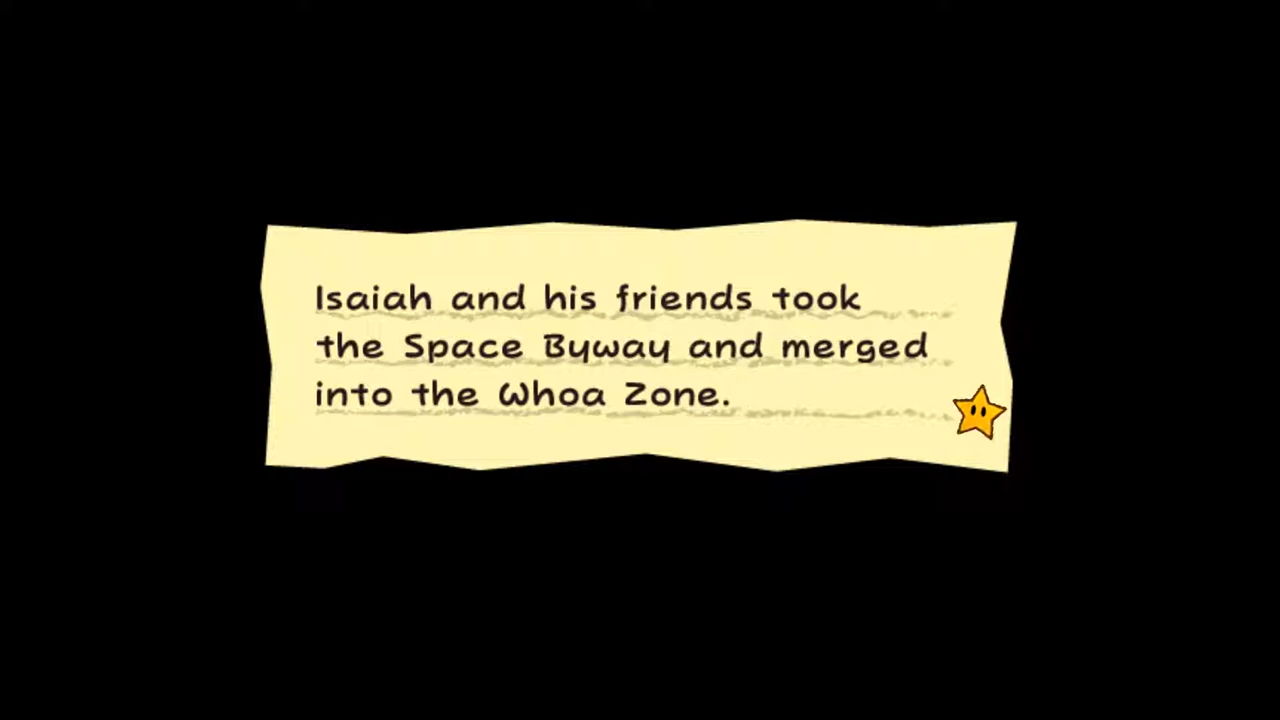 Isaiah and his friends took
the Space Byway and merged
into the Whoa Zone.